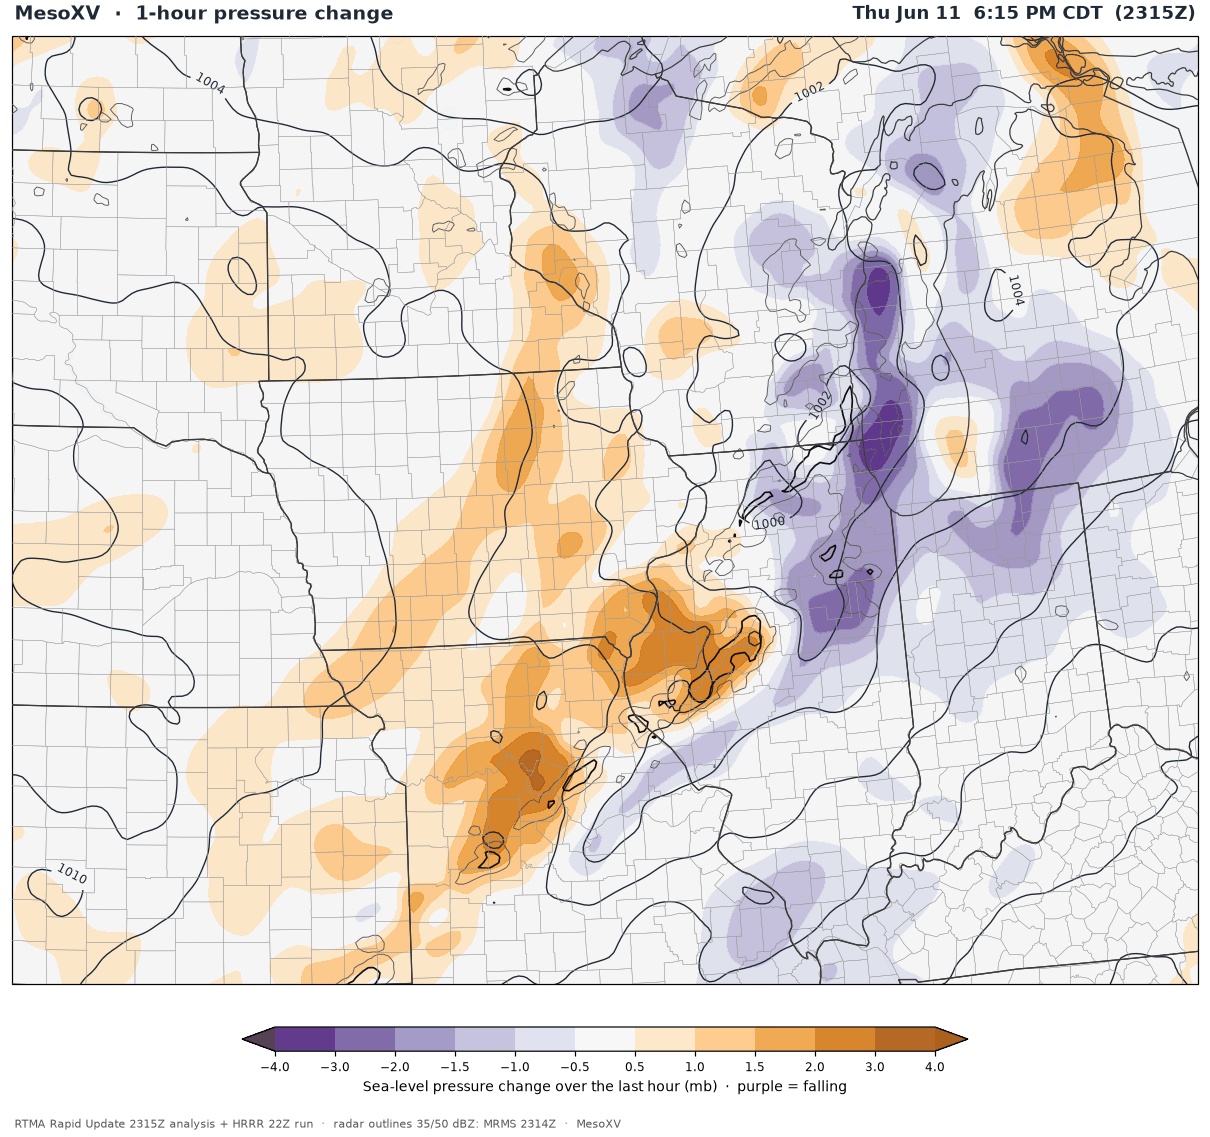 MesoXV · 1-hour pressure change
Thu Jun 11 6:15 PM CDT (2315Z)
1004
1002
1004
1002
1000
1010
−4.0 −3.0 −2.0 −1.5 −1.0 −0.5 0.5 1.0 1.5 2.0 3.0 4.0
Sea-level pressure change over the last hour (mb) · purple = falling
RTMA Rapid Update 2315Z analysis + HRRR 22Z run · radar outlines 35/50 dBZ: MRMS 2314Z · MesoXV